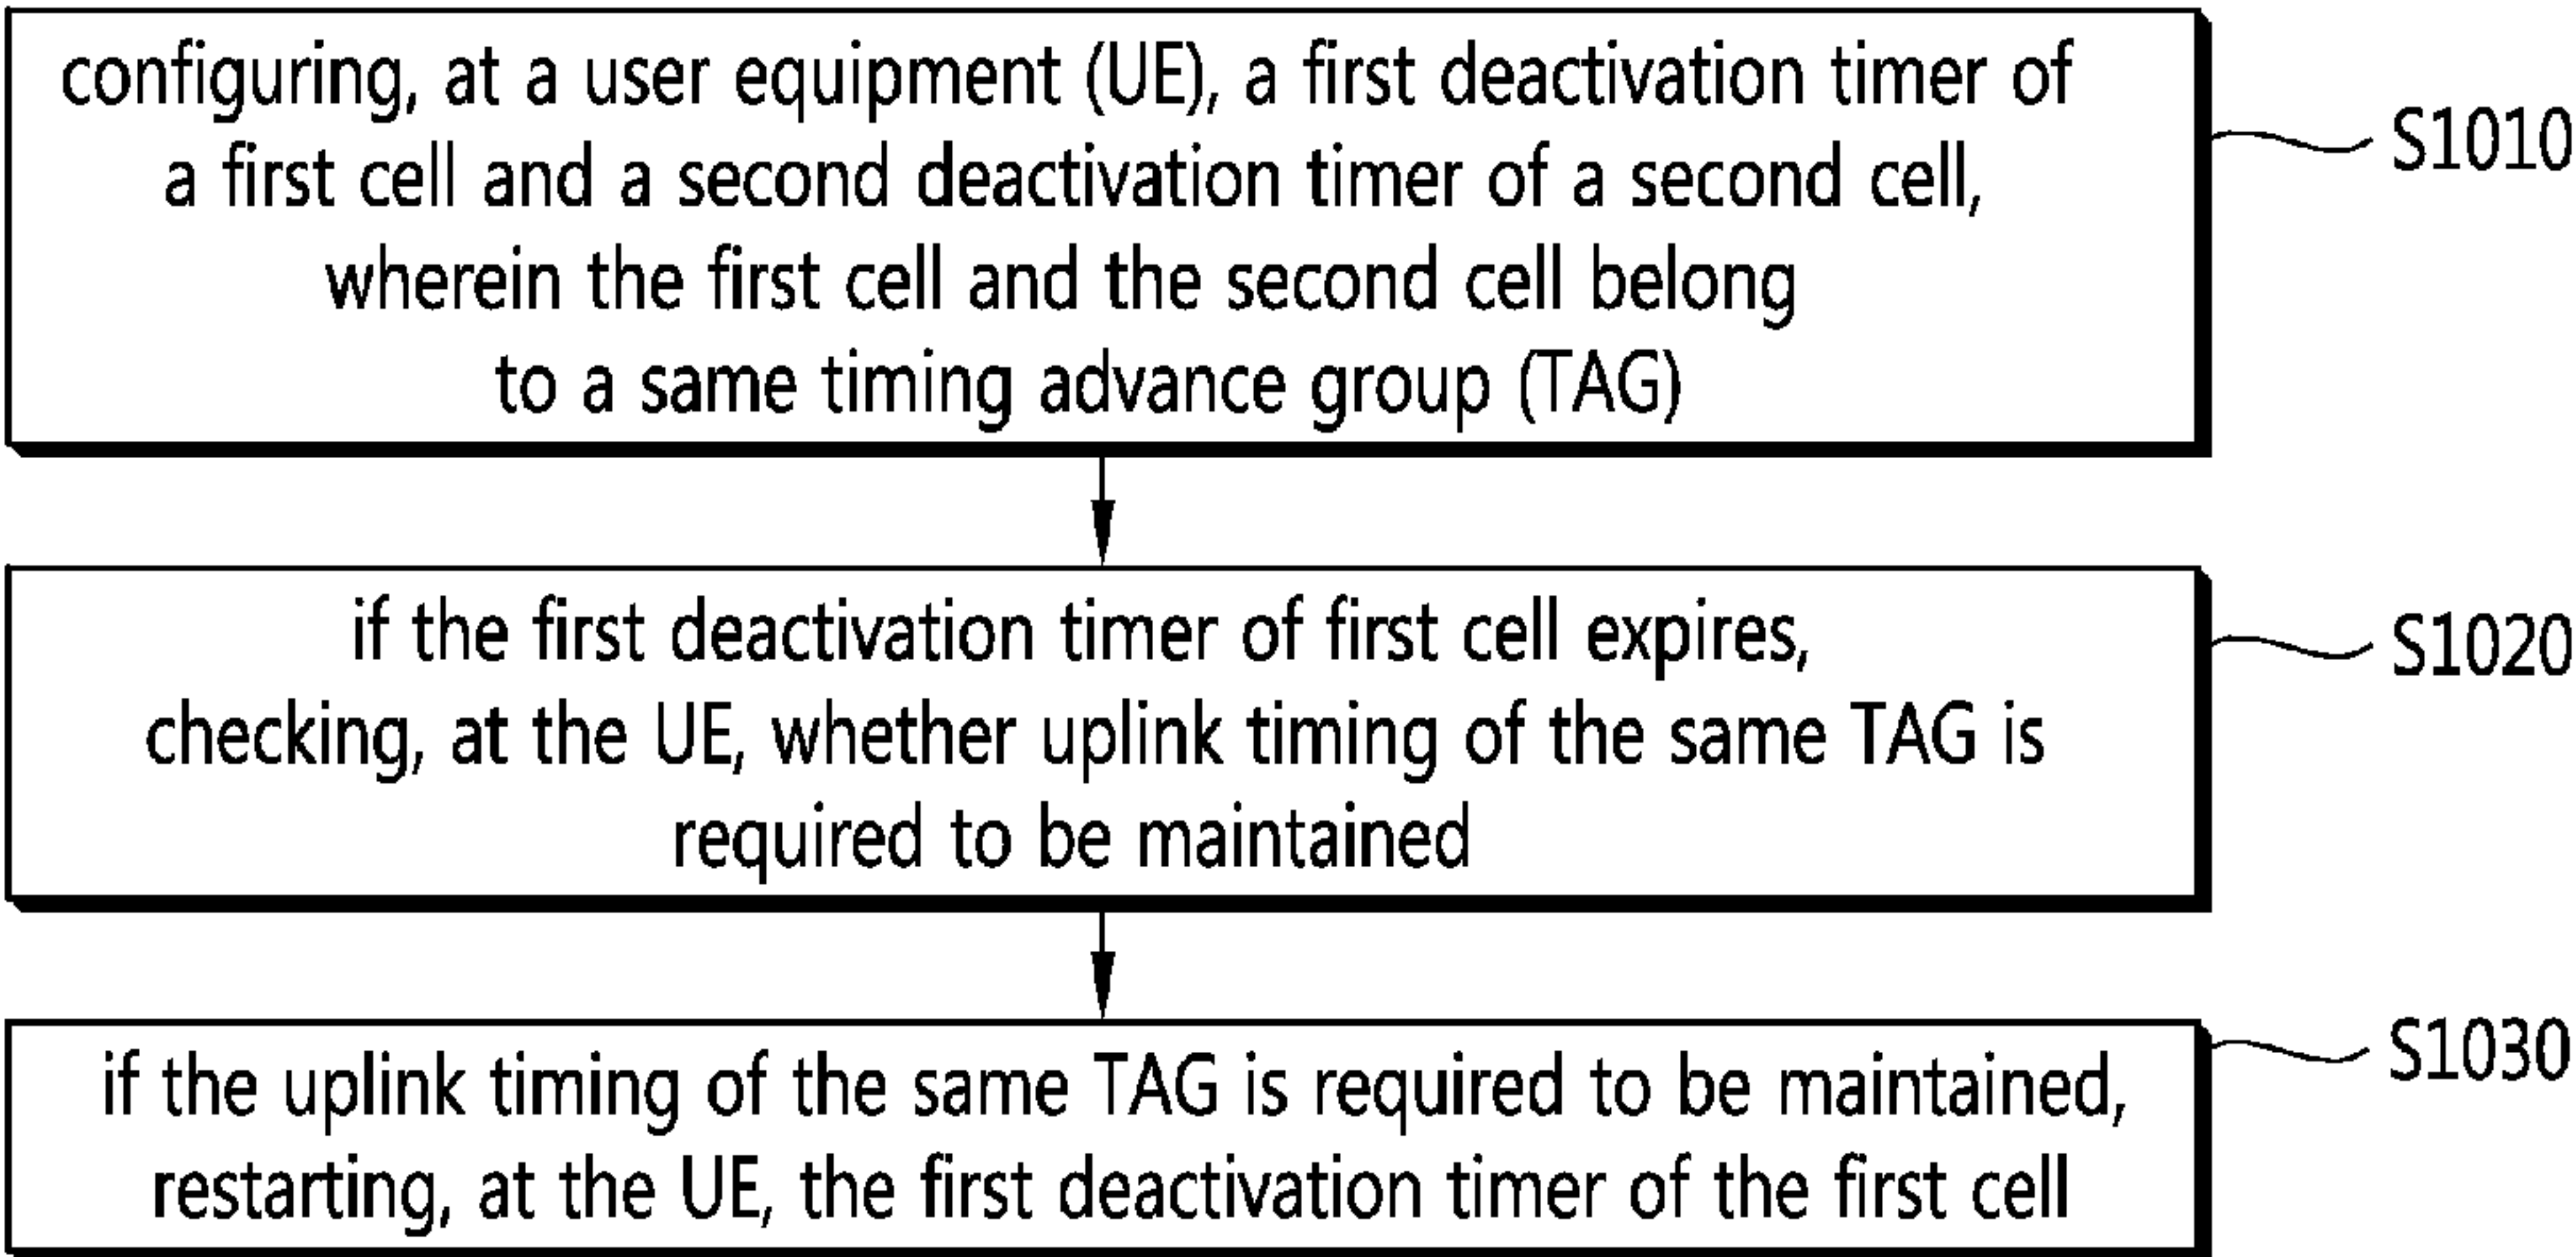 configuring, at a user equipment (UE), a first deactivation timer of
a first cell and a second deactivation timer of a second cell,
wherein the first cell and the second cell belong
to a same timing advance group (TAG)
S1010
if the first deactivation timer of first cell expires,
checking, at the UE, whether uplink timing of the same TAG is
required to be maintained
S1020
if the uplink timing of the same TAG is required to be maintained,
restarting, at the UE, the first deactivation timer of the first cell
S1030